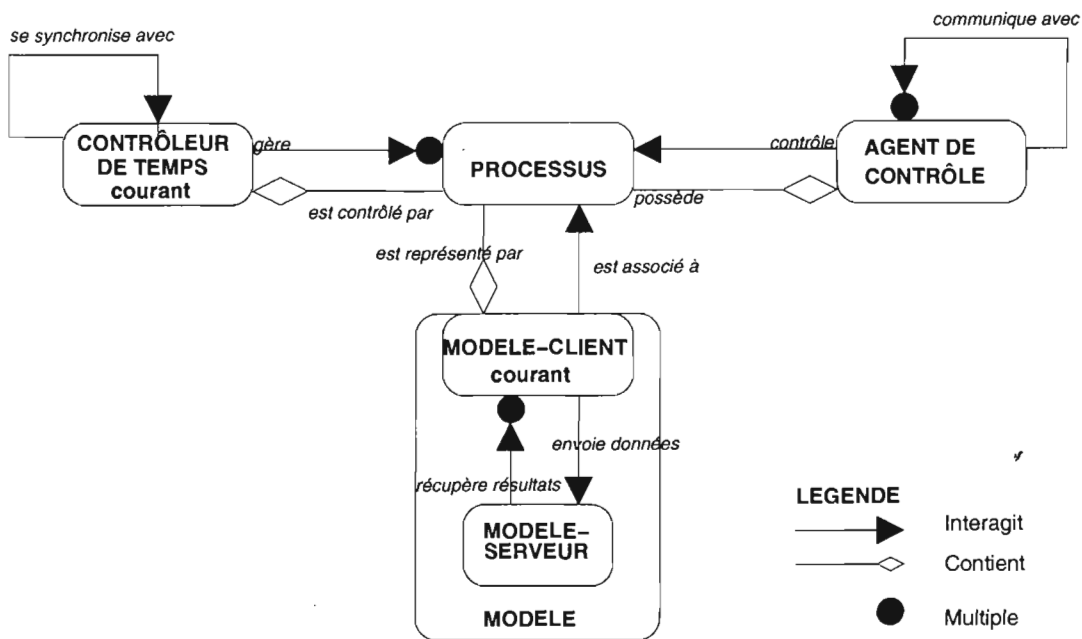 communique avec
se synchronise avec
CONTRÔLEUR
DE TEMPS
courant
gère
PROCESSUS
contrôle
AGENT DE
CONTRÔLE
est contrôlé par
possède
est représenté par
est associé à
MODELE–CLIENT
courant
envoie données
récupère résultats
MODELE–
SERVEUR
MODELE
LEGENDE
Interagit
Contient
Multiple